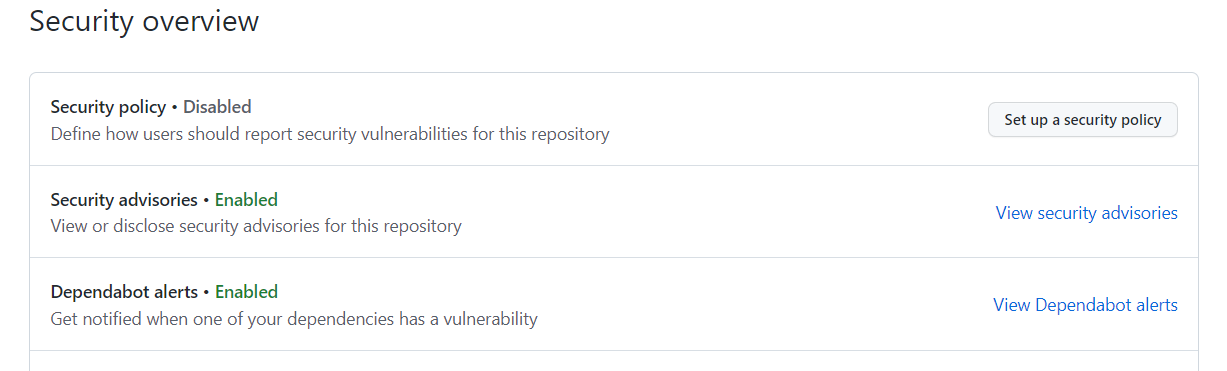 Security overview
Security policy • Disabled
Define how users should report security vulnerabilities for this repository
Set up a security policy
Security advisories • Enabled
View or disclose security advisories for this repository
View security advisories
Dependabot alerts • Enabled
Get notified when one of your dependencies has a vulnerability
View Dependabot alerts